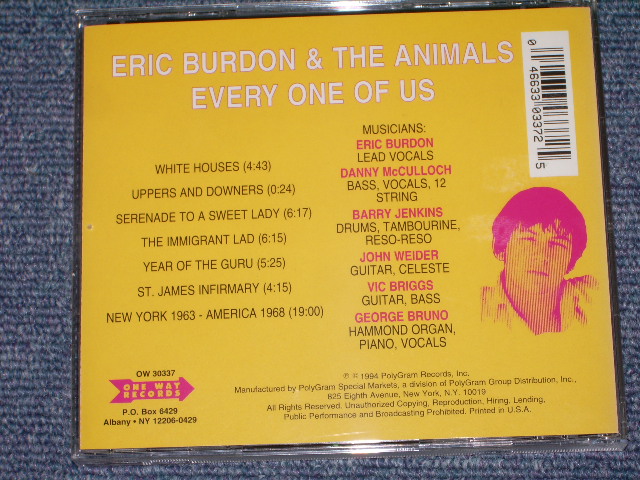 ERIC BURDON & THE ANIMALS
EVERY ONE OF US
WHITE HOUSES (4:43)
UPPERS AND DOWNERS (0:24)
SERENADE TO A SWEET LADY (6:17)
THE IMMIGRANT LAD (6:15)
YEAR OF THE GURU (5:25)
ST. JAMES INFIRMARY (4:15)
NEW YORK 1963 - AMERICA 1968 (19:00)
MUSICIANS:
ERIC BURDON
LEAD VOCALS
DANNY McCULLOCH
BASS, VOCALS, 12
STRING
BARRY JENKINS
DRUMS, TAMBOURINE,
RESO-RESO
JOHN WEIDER
GUITAR, CELESTE
VIC BRIGGS
GUITAR, BASS
GEORGE BRUNO
HAMMOND ORGAN,
PIANO, VOCALS
0 46633 03372 5
OW 30337
ONE WAY
RECORDS
P.O. Box 6429
Albany • NY 12206-0429
℗ © 1994 PolyGram Records, Inc.
Manufactured by PolyGram Special Markets, a division of PolyGram Group Distribution, Inc.,
825 Eighth Avenue, New York, N.Y. 10019
All Rights Reserved. Unauthorized Copying, Reproduction, Hiring, Lending,
Public Performance and Broadcasting Prohibited. Printed in U.S.A.